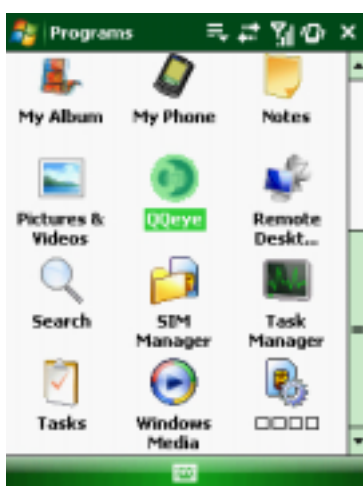 Programs
My Album
My Phone
Notes
Pictures &
Videos
QQeye
Remote
Deskt...
Search
SIM
Manager
Task
Manager
Tasks
Windows
Media
□□□□